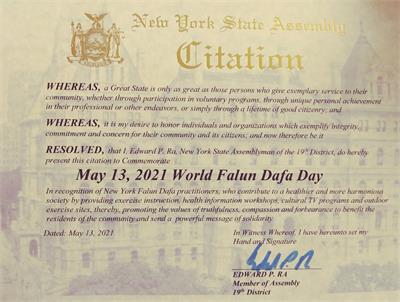 New York State Assembly
Citation
WHEREAS, a Great State is only as great as those persons who give exemplary service to their
community, whether through participation in voluntary programs, through unique personal achievement
in their professional or other endeavors, or simply through a lifetime of good citizenry; and
WHEREAS, it is my desire to honor individuals and organizations which exemplify integrity,
commitment and concern for their community and its citizens; and now therefore be it
RESOLVED, that I, Edward P. Ra, New York State Assemblyman of the 19th District, do hereby
present this citation to Commemorate
May 13, 2021 World Falun Dafa Day
In recognition of New York Falun Dafa practitioners, who contribute to a healthier and more harmonious
society by providing exercise instruction, health information workshops, cultural TV programs and outdoor
exercise sites, thereby, promoting the values of truthfulness, compassion and forbearance to benefit the
residents of the community and send a powerful message of solidarity.
Dated: May 13, 2021
In Witness Whereof, I have hereunto set my
Hand and Signature
EDWARD P. RA
Member of Assembly
19th District